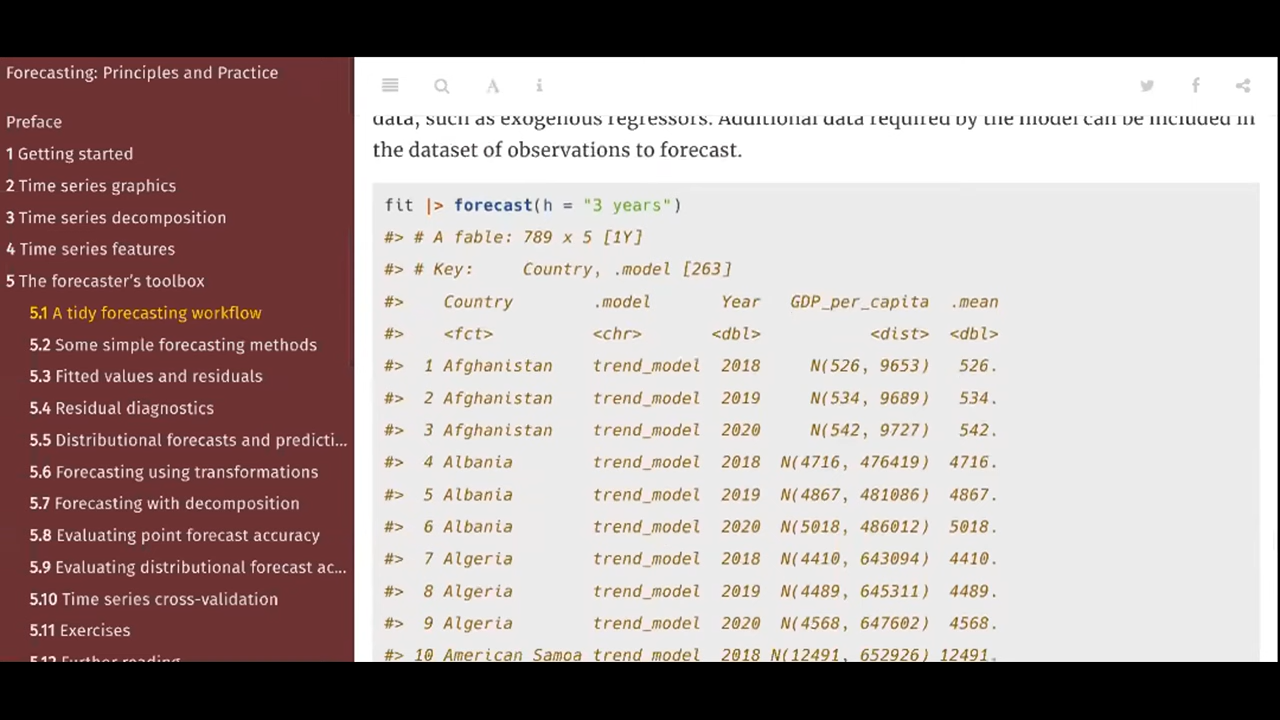 Forecasting: Principles and Practice
Preface
1 Getting started
2 Time series graphics
3 Time series decomposition
4 Time series features
5 The forecaster's toolbox
5.1 A tidy forecasting workflow
5.2 Some simple forecasting methods
5.3 Fitted values and residuals
5.4 Residual diagnostics
5.5 Distributional forecasts and predicti...
5.6 Forecasting using transformations
5.7 Forecasting with decomposition
5.8 Evaluating point forecast accuracy
5.9 Evaluating distributional forecast ac...
5.10 Time series cross-validation
5.11 Exercises
5.12 Further reading
data, such as exogenous regressors. Additional data required by the model can be included in
the dataset of observations to forecast.
fit |> forecast(h = "3 years")
#> # A fable: 789 x 5 [1Y]
#> # Key: Country, .model [263]
#> Country .model Year GDP_per_capita .mean
#> <fct> <chr> <dbl> <dist> <dbl>
#> 1 Afghanistan trend_model 2018 N(526, 9653) 526.
#> 2 Afghanistan trend_model 2019 N(534, 9689) 534.
#> 3 Afghanistan trend_model 2020 N(542, 9727) 542.
#> 4 Albania trend_model 2018 N(4716, 476419) 4716.
#> 5 Albania trend_model 2019 N(4867, 481086) 4867.
#> 6 Albania trend_model 2020 N(5018, 486012) 5018.
#> 7 Algeria trend_model 2018 N(4410, 643094) 4410.
#> 8 Algeria trend_model 2019 N(4489, 645311) 4489.
#> 9 Algeria trend_model 2020 N(4568, 647602) 4568.
#> 10 American Samoa trend_model 2018 N(12491, 652926) 12491.